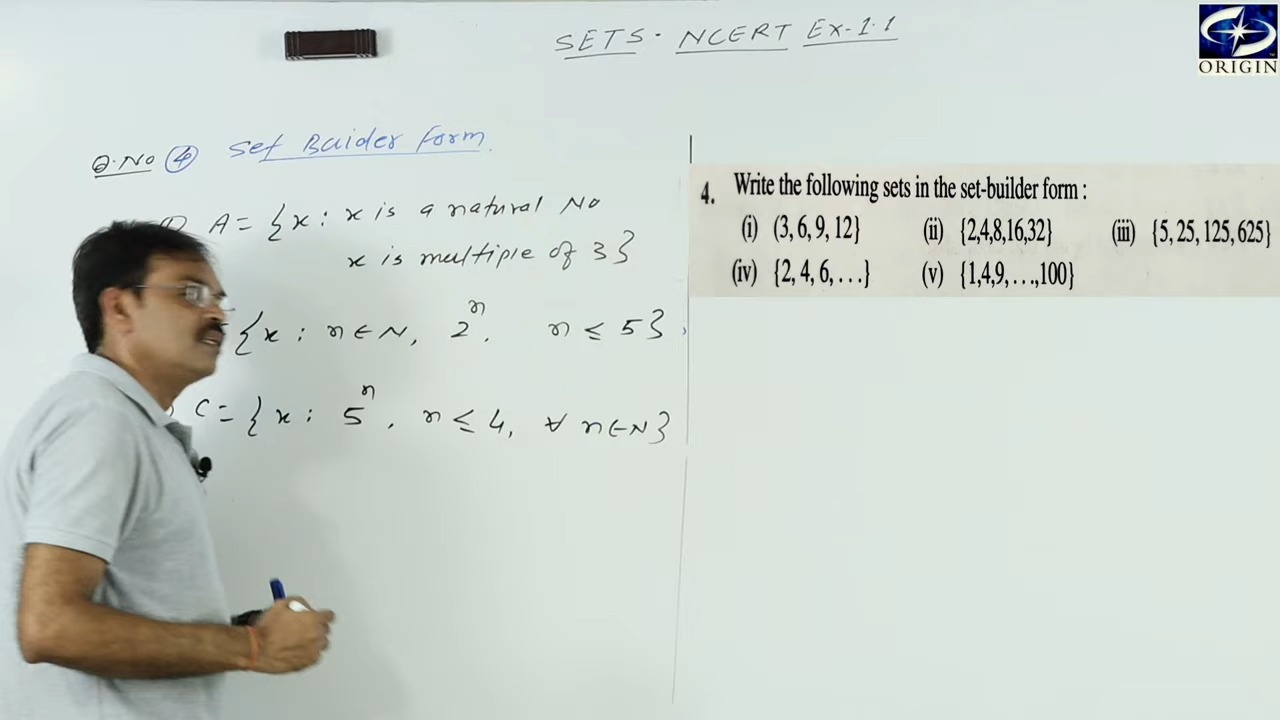 SETS. NCERT Ex-1.1
ORIGIN
Q.No ④ Set Buider form.
A = {x : x is a natural No
x is multiple of 3}
{x : n ∈ N, 2ⁿ, n ≤ 5}
C = {x : 5ⁿ, n ≤ 4, ∀ n ∈ N}
4. Write the following sets in the set-builder form :
(i) (3, 6, 9, 12} (ii) {2,4,8,16,32} (iii) {5, 25, 125, 625}
(iv) {2, 4, 6, . . .} (v) {1,4,9, . . .,100}